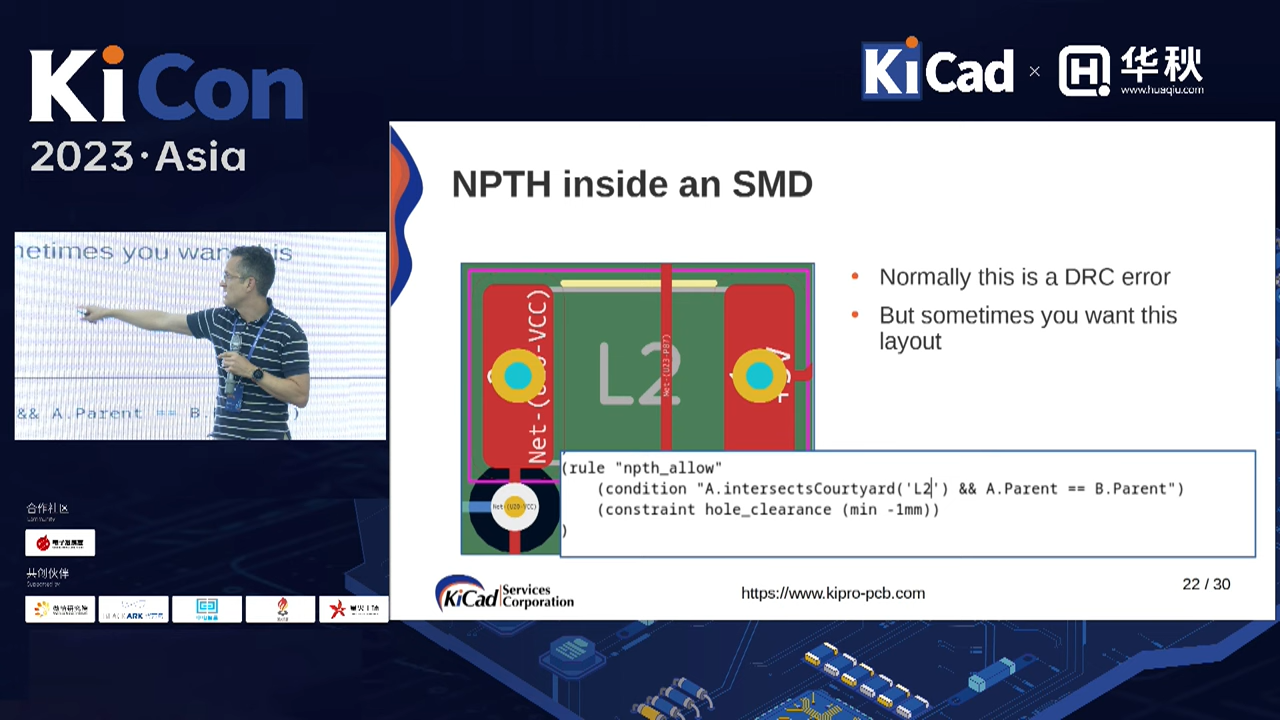 KiCon
2023·Asia
KiCad × H 华秋
www.huaqiu.com
netimes you want this
&& A.Parent == B. )
合作社区
Community
共创伙伴
Supported by
NPTH inside an SMD
Normally this is a DRC error
But sometimes you want this
layout
L2
Net-(U20-VCC)
Net-(U23-PB7)
Net-(U20-VCC)
(rule "npth_allow"
(condition "A.intersectsCourtyard('L2') && A.Parent == B.Parent")
(constraint hole_clearance (min -1mm))
)
KiCad Services
Corporation
https://www.kipro-pcb.com
22 / 30